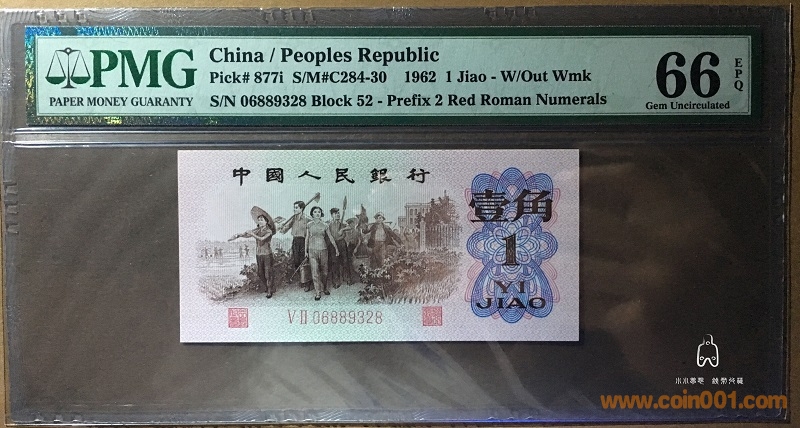 PMG
PAPER MONEY GUARANTY
China / Peoples Republic
Pick# 877i S/M#C284-30 1962 1 Jiao - W/Out Wmk
S/N 06889328 Block 52 - Prefix 2 Red Roman Numerals
66
EPQ
Gem Uncirculated
中國人民銀行
壹角
1
YI
JIAO
V II 06889328
www.coin001.com